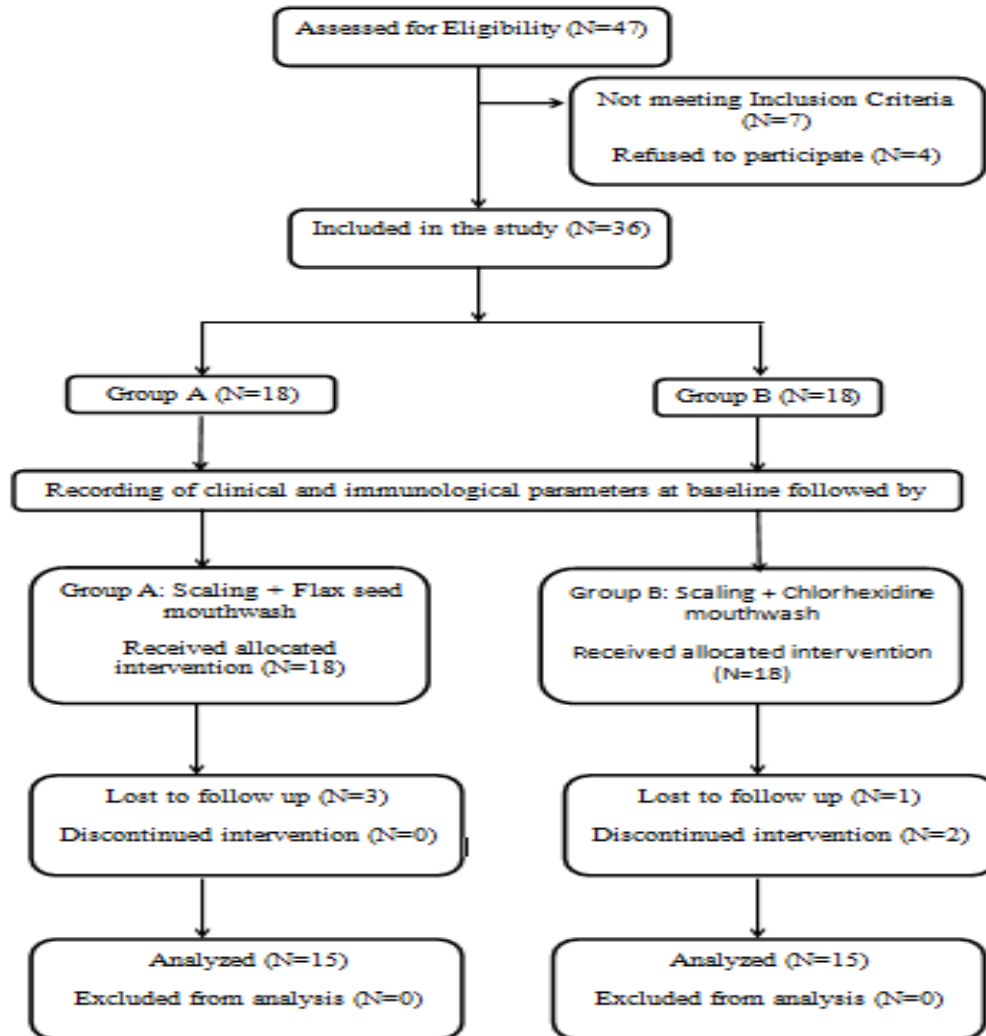 Assessed for Eligibility (N=47)
Not meeting Inclusion Criteria
(N=7)
Refused to participate (N=4)
Included in the study (N=36)
Group A (N=18)
Group B (N=18)
Recording of clinical and immunological parameters at baseline followed by
Group A: Scaling + Flax seed
mouthwash
Received allocated
intervention (N=18)
Group B: Scaling + Chlorhexidine
mouthwash
Received allocated intervention
(N=18)
Lost to follow up (N=3)
Discontinued intervention (N=0)
Lost to follow up (N=1)
Discontinued intervention (N=2)
Analyzed (N=15)
Excluded from analysis (N=0)
Analyzed (N=15)
Excluded from analysis (N=0)